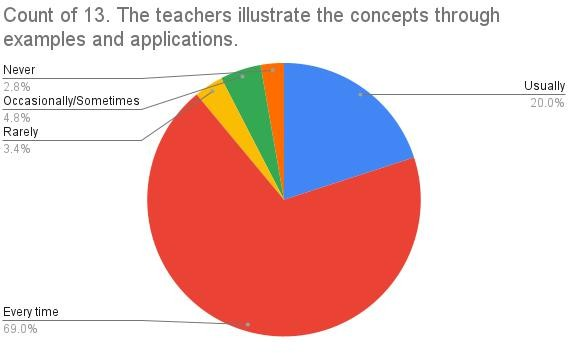 Count of 13. The teachers illustrate the concepts through
examples and applications.
Never
2.8%
Occasionally/Sometimes
4.8%
Rarely
3.4%
Usually
20.0%
Every time
69.0%